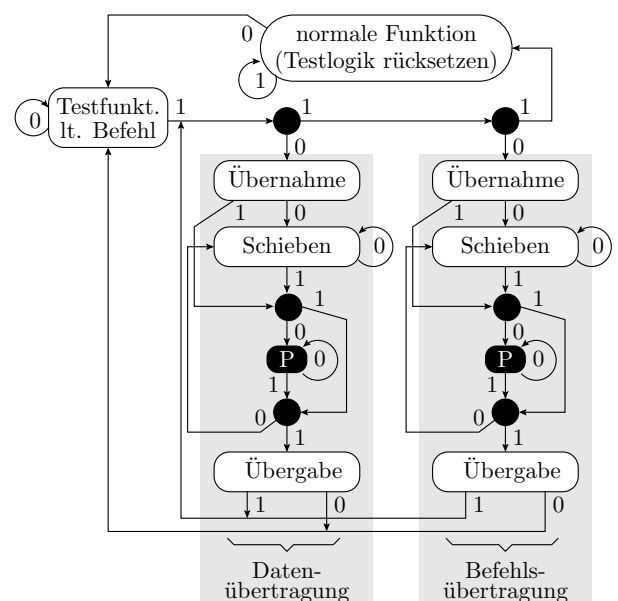 normale Funktion
0
(Testlogik rücksetzen)
1
Testfunkt.
lt. Befehl
0
1
1
1
0
0
Übernahme
Übernahme
1
0
1
0
Schieben
0
Schieben
0
1
1
1
1
0
0
P
0
P
0
1
1
0
0
1
1
Übergabe
Übergabe
1
0
1
0
Daten-
übertragung
Befehls-
übertragung